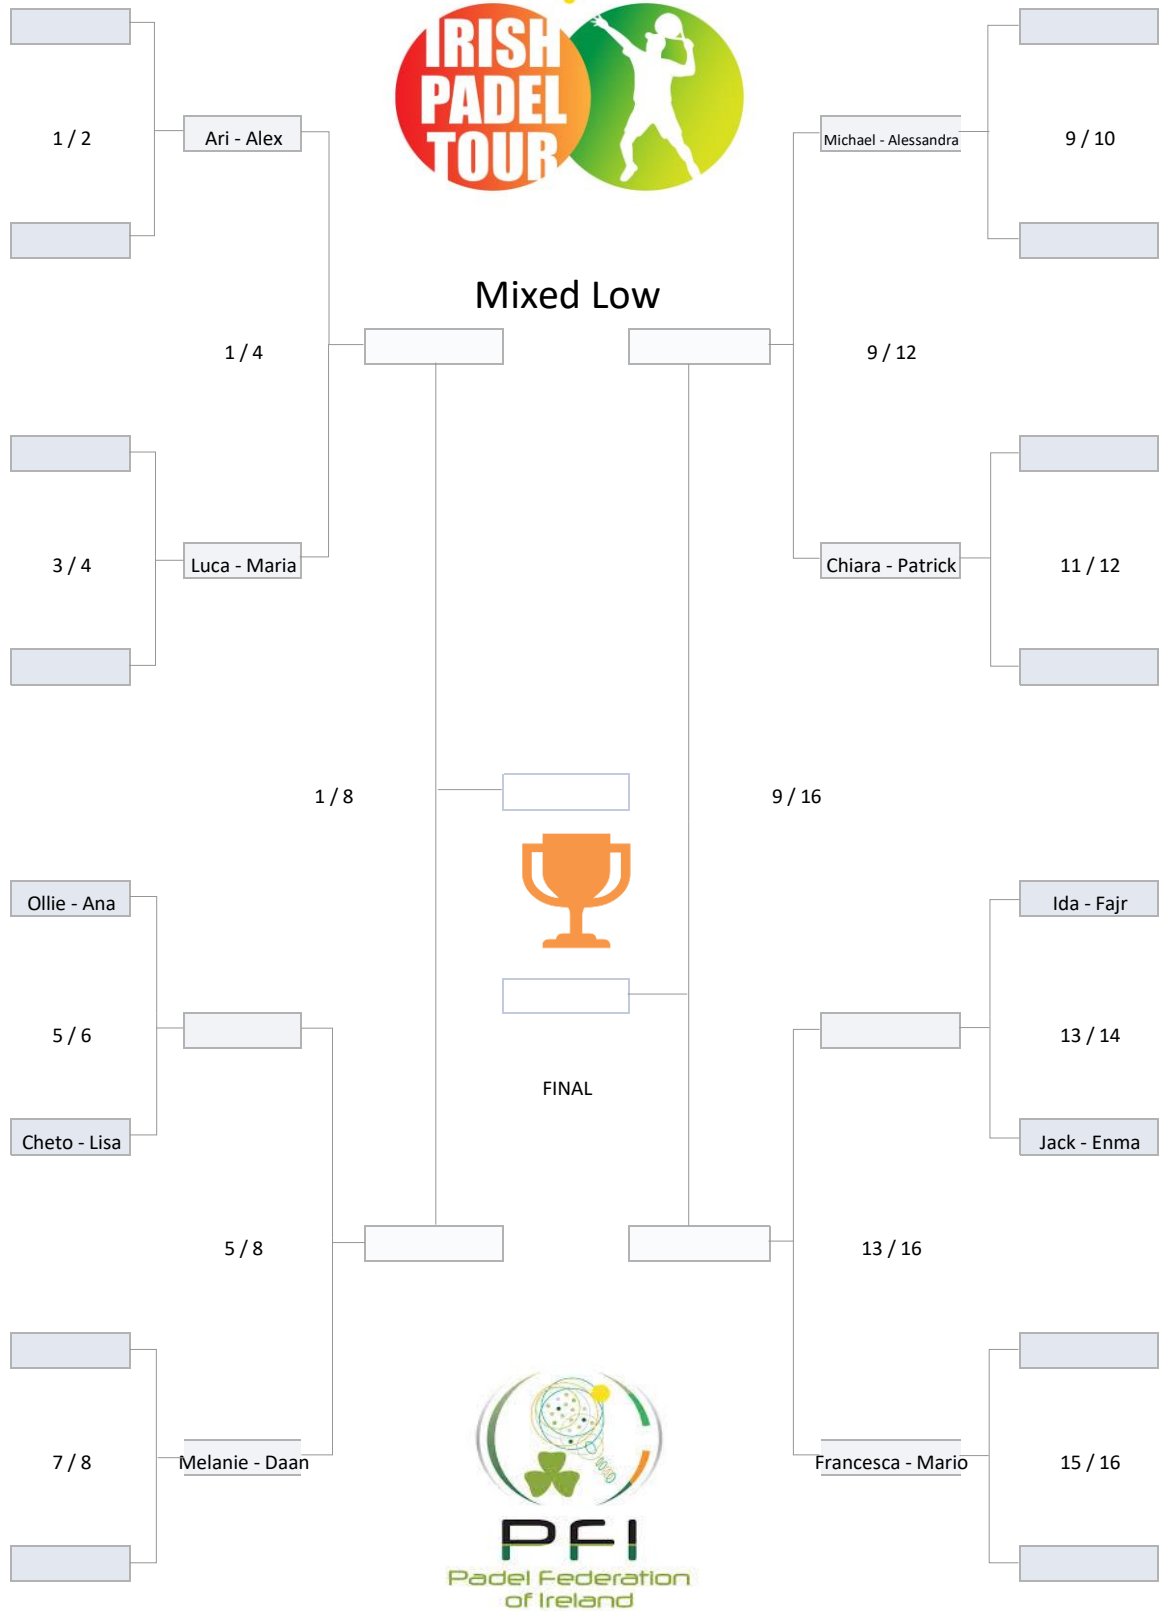 IRISH
PADEL
TOUR
1 / 2
Ari - Alex
Michael - Alessandra
9 / 10
Mixed Low
1 / 4
9 / 12
3 / 4
Luca - Maria
Chiara - Patrick
11 / 12
1 / 8
9 / 16
Ollie - Ana
Ida - Fajr
5 / 6
13 / 14
FINAL
Cheto - Lisa
Jack - Enma
5 / 8
13 / 16
7 / 8
Melanie - Daan
Francesca - Mario
15 / 16
PFI
Padel Federation
of Ireland